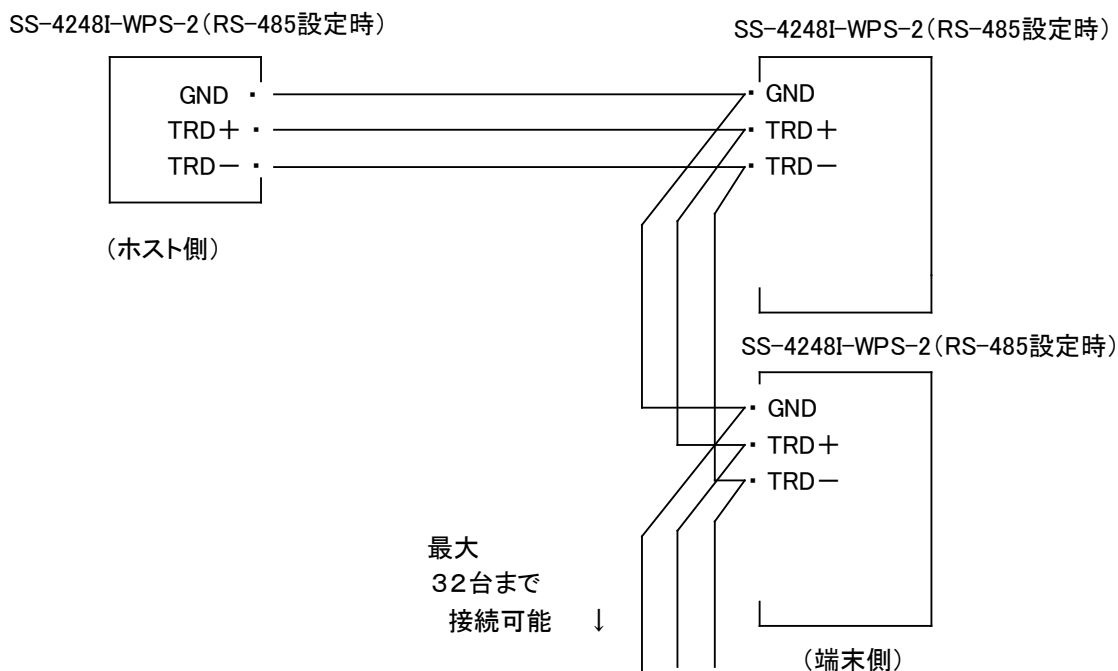 SS-4248I-WPS-2(RS-485設定時)
GND
TRD+
TRD-
(ホスト側)
SS-4248I-WPS-2(RS-485設定時)
GND
TRD+
TRD-
SS-4248I-WPS-2(RS-485設定時)
GND
TRD+
TRD-
最大
32台まで
接続可能 ↓
(端末側)